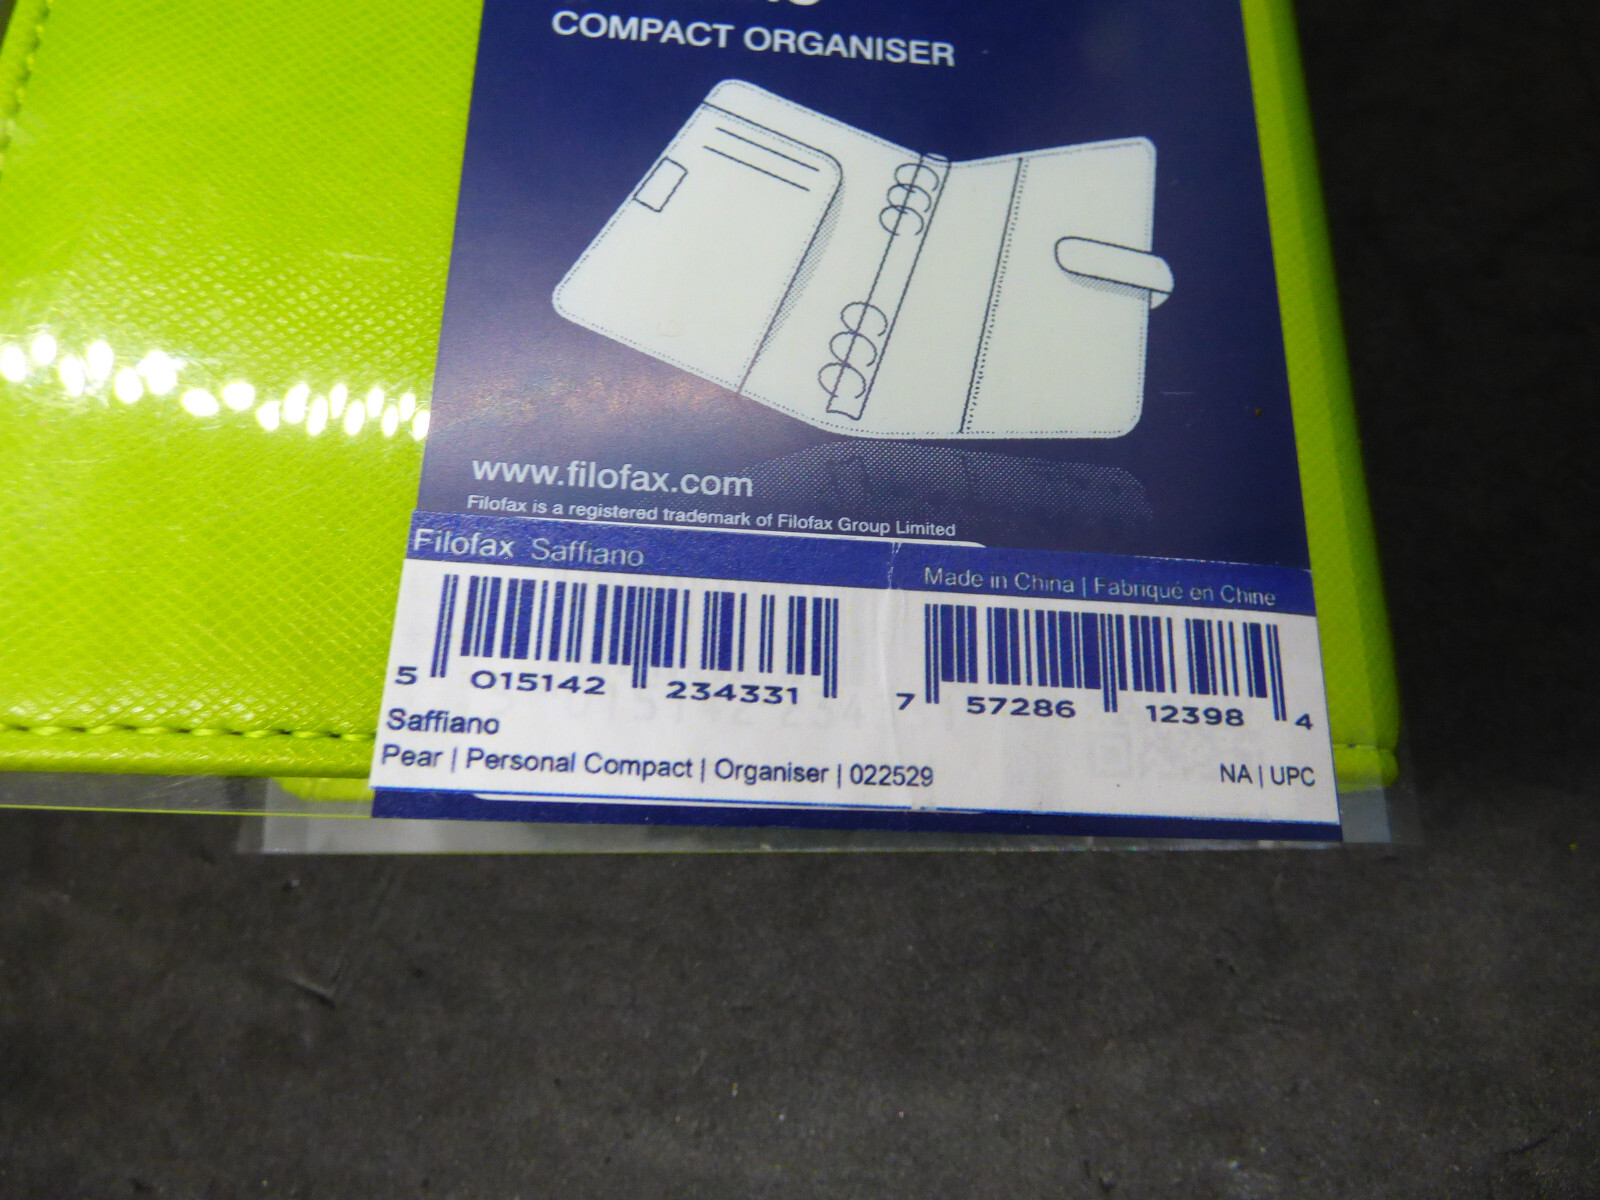 COMPACT ORGANISER
www.filofax.com
Filofax is a registered trademark of Filofax Group Limited
Filofax Saffiano
Made in China | Fabriqué en Chine
5 015142 234331
7 57286 12398 4
Saffiano
Pear | Personal Compact | Organiser | 022529
NA | UPC